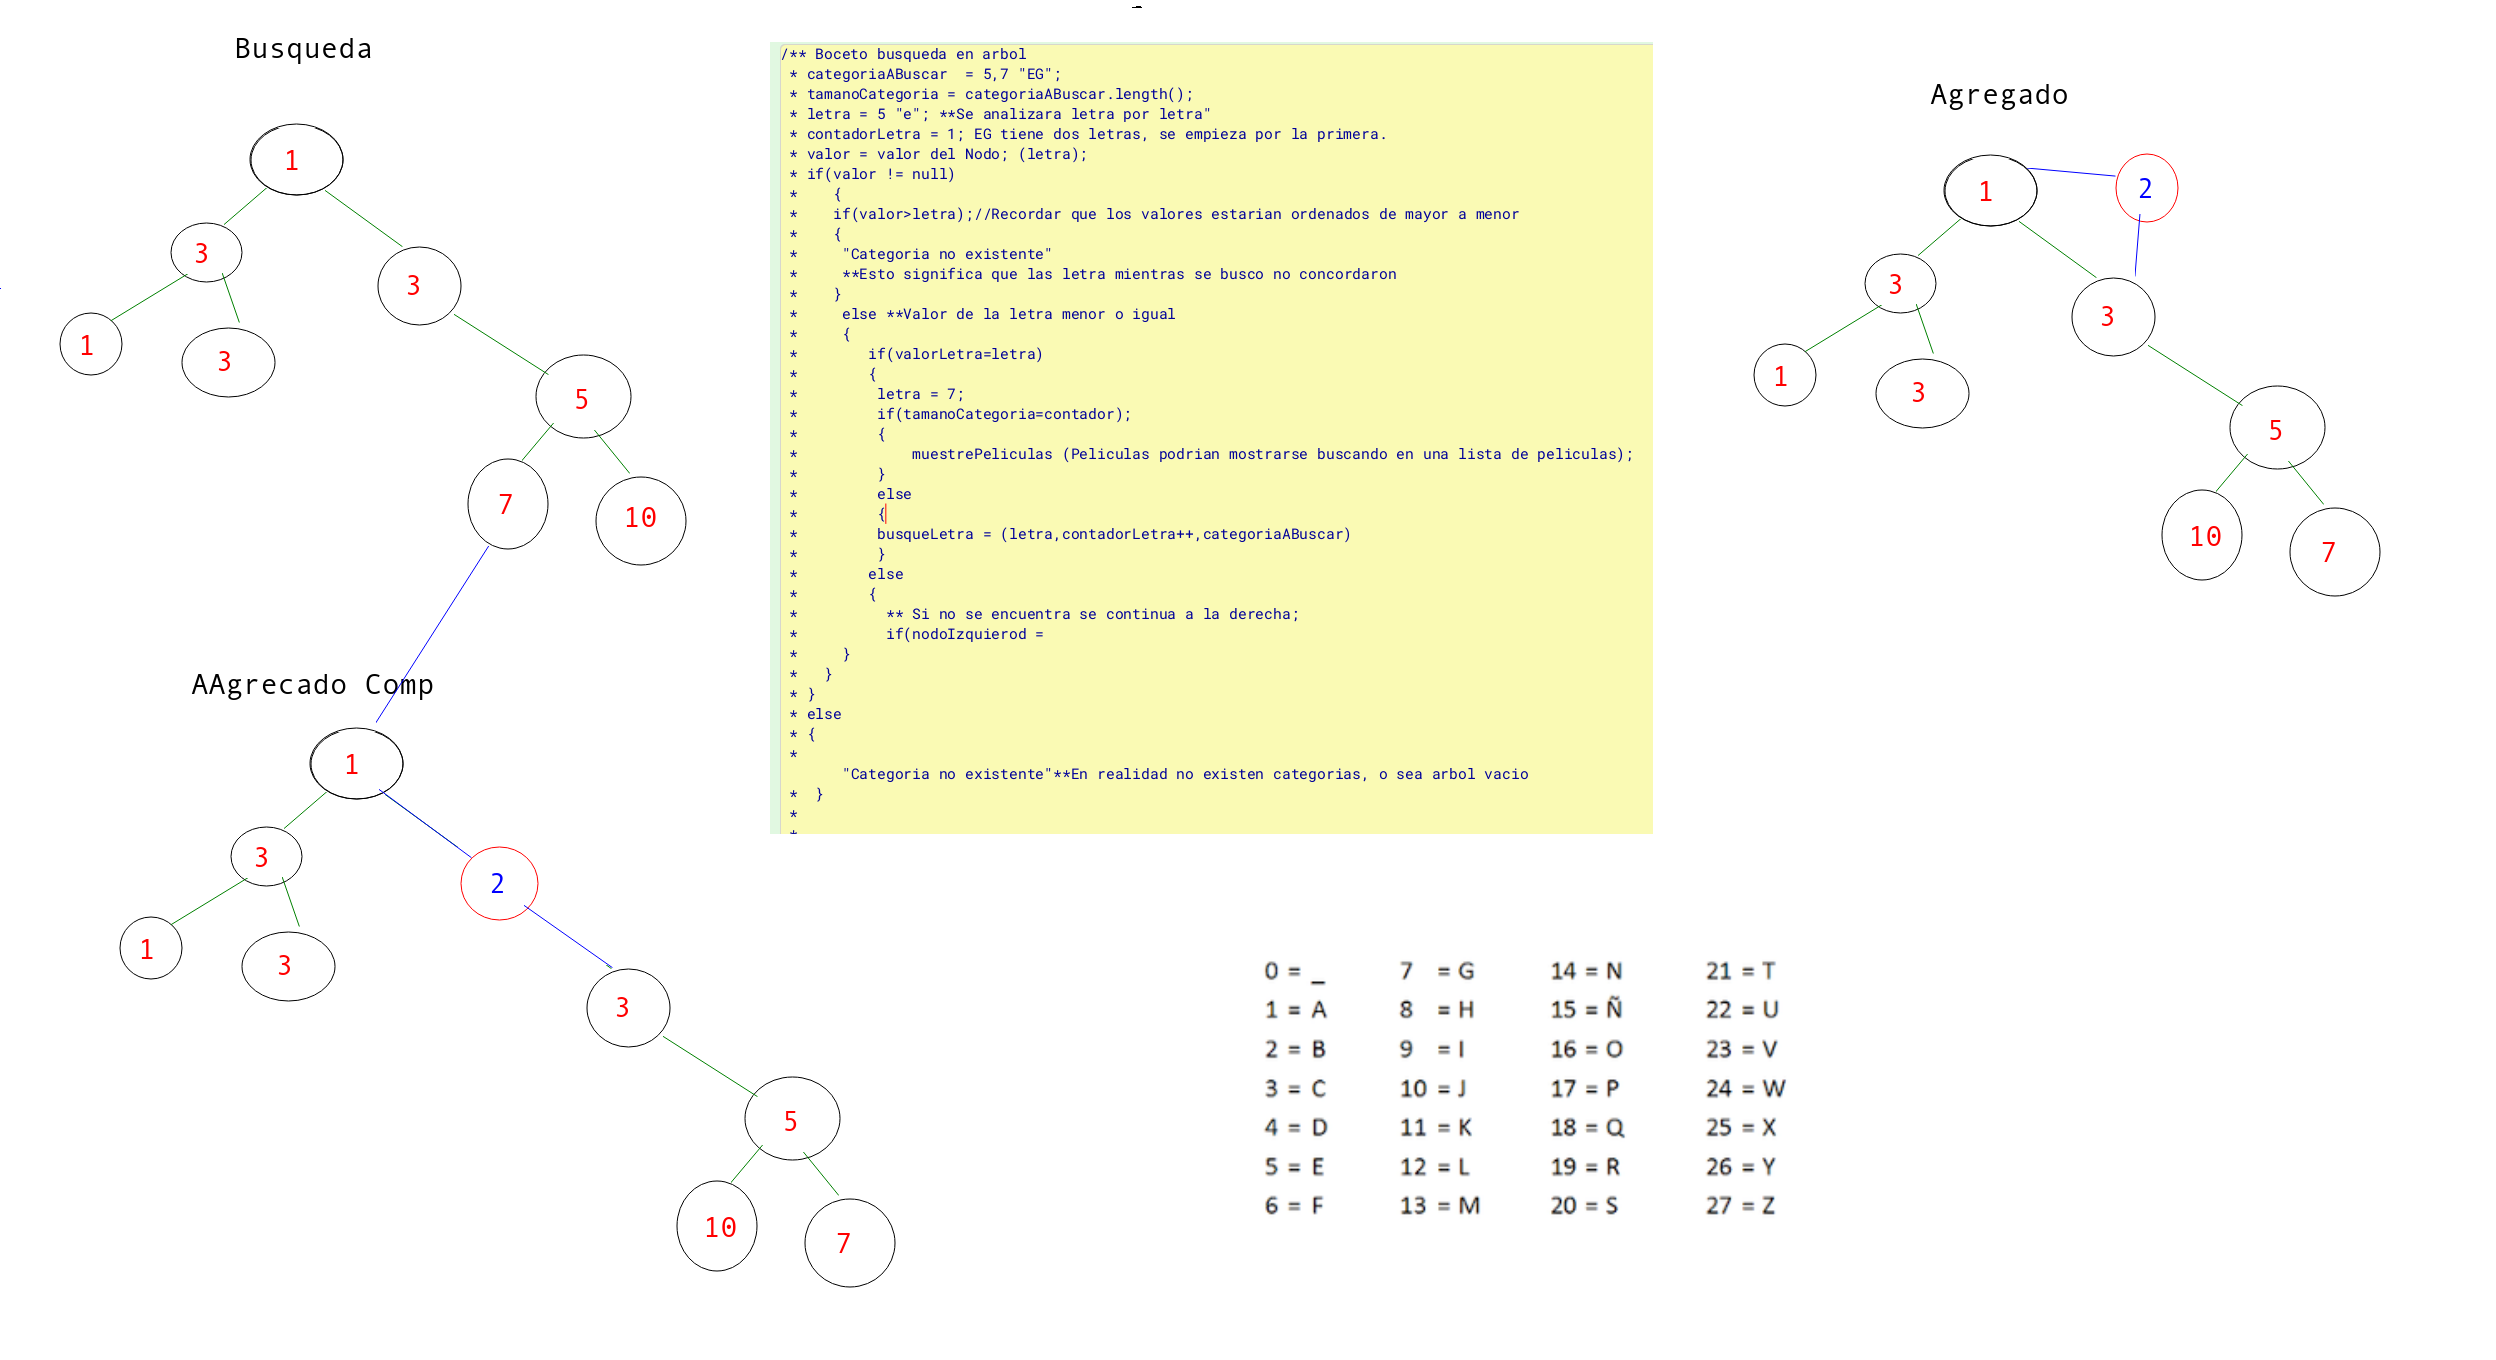 Busqueda
1
3
3
1
3
5
7
10
/** Boceto busqueda en arbol
* categoriaABuscar  = 5,7 "EG";
* tamanoCategoria = categoriaABuscar.length();
* letra = 5 "e"; **Se analizara letra por letra"
* contadorLetra = 1; EG tiene dos letras, se empieza por la primera.
* valor = valor del Nodo; (letra);
* if(valor != null)
*    {
*    if(valor>letra);//Recordar que los valores estarian ordenados de mayor a menor
*    {
*     "Categoria no existente"
*     **Esto significa que las letra mientras se busco no concordaron
*    }
*     else **Valor de la letra menor o igual
*     {
*        if(valorLetra=letra)
*        {
*         letra = 7;
*         if(tamanoCategoria=contador);
*         {
*             muestrePeliculas (Peliculas podrian mostrarse buscando en una lista de peliculas);
*         }
*         else
*         {
*         busqueLetra = (letra,contadorLetra++,categoriaABuscar)
*         }
*        else
*        {
*          ** Si no se encuentra se continua a la derecha;
*          if(nodoIzquierod =
*     }
*   }
* }
* else
* {
*
"Categoria no existente"**En realidad no existen categorias, o sea arbol vacio
*  }
*
*
Agregado
1
2
3
3
1
3
5
10
7
AAgrecado Comp
1
3
2
1
3
3
5
10
7
0 = _ 7 = G 14 = N 21 = T
1 = A 8 = H 15 = Ñ 22 = U
2 = B 9 = I 16 = O 23 = V
3 = C 10 = J 17 = P 24 = W
4 = D 11 = K 18 = Q 25 = X
5 = E 12 = L 19 = R 26 = Y
6 = F 13 = M 20 = S 27 = Z